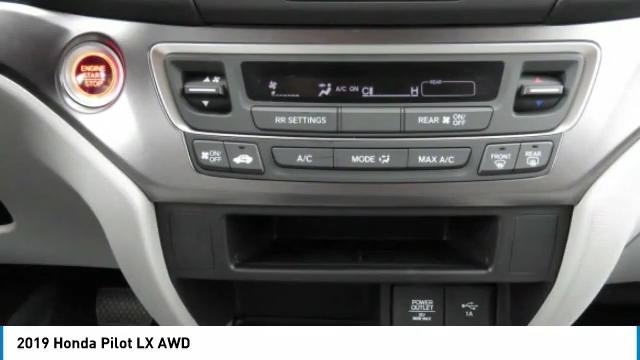 ENGINE
START
STOP
A/C ON
C
H
REAR
RR SETTINGS
REAR ON/OFF
ON/OFF
A/C
MODE
MAX A/C
FRONT
REAR
POWER
OUTLET
1A
2019 Honda Pilot LX AWD